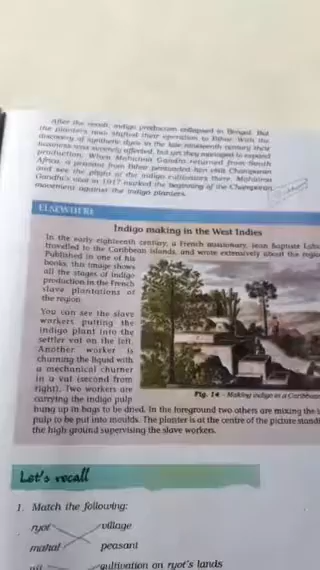 After the revolt, indigo production collapsed in Bengal. But
the planters now shifted their operation to Bihar. With the
discovery of synthetic dyes in the late nineteenth century their
business was severely affected, but yet they managed to expand
production. When Mahatma Gandhi returned from South
Africa, a peasant from Bihar persuaded him to visit Champaran
and see the plight of the indigo cultivators there. Mahatma
Gandhi's visit in 1917 marked the beginning of the Champaran
movement against the indigo planters.
ELSEWHERE
Indigo making in the West Indies
In the early eighteenth century, a French missionary, Jean Baptiste
travelled to the Caribbean islands, and wrote extensively about the
Published in one of his
books, this image shows
all the stages of indigo
production in the French
slave plantations of
the region.
You can see the slave
workers putting the
indigo plant into the
settler vat on the left.
Another worker is
churning the liquid with
a mechanical churner
in a vat (second from
right). Two workers are
carrying the indigo pulp
Fig. 14 - Making indigo in a Caribbean
hung up in bags to be dried. In the foreground two others are mixing the
pulp to be put into moulds. The planter is at the centre of the picture
the high ground supervising the slave workers.
Let's recall
1. Match the following:
ryot village
mahal peasant
cultivation on ryot's lands